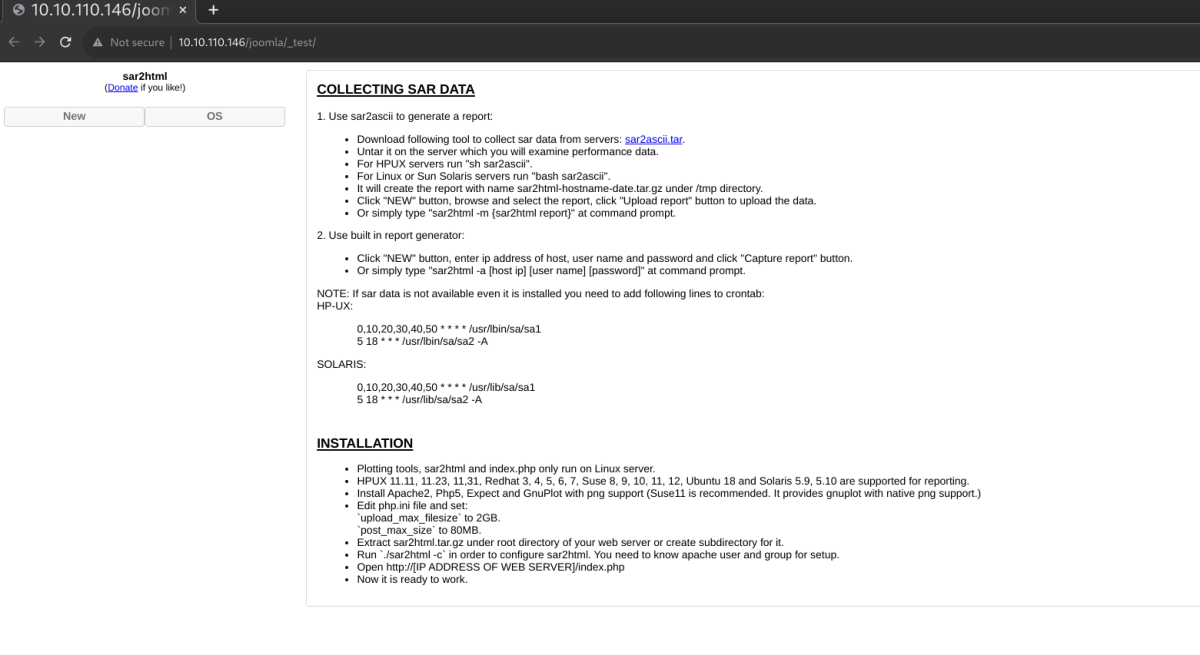 10.10.110.146/joom
Not secure
10.10.110.146/joomla/_test/
sar2html
(Donate if you like!)
New
OS
COLLECTING SAR DATA
1. Use sar2ascii to generate a report:
• Download following tool to collect sar data from servers: sar2ascii.tar.
• Untar it on the server which you will examine performance data.
• For HPUX servers run "sh sar2ascii".
• For Linux or Sun Solaris servers run "bash sar2ascii".
• It will create the report with name sar2html-hostname-date.tar.gz under /tmp directory.
• Click "NEW" button, browse and select the report, click "Upload report" button to upload the data.
• Or simply type "sar2html -m {sar2html report}" at command prompt.
2. Use built in report generator:
• Click "NEW" button, enter ip address of host, user name and password and click "Capture report" button.
• Or simply type "sar2html -a [host ip] [user name] [password]" at command prompt.
NOTE: If sar data is not available even it is installed you need to add following lines to crontab:
HP-UX:
0,10,20,30,40,50 * * * * /usr/lbin/sa/sa1
5 18 * * * /usr/lbin/sa/sa2 -A
SOLARIS:
0,10,20,30,40,50 * * * * /usr/lib/sa/sa1
5 18 * * * /usr/lib/sa/sa2 -A
INSTALLATION
• Plotting tools, sar2html and index.php only run on Linux server.
• HPUX 11.11, 11.23, 11,31, Redhat 3, 4, 5, 6, 7, Suse 8, 9, 10, 11, 12, Ubuntu 18 and Solaris 5.9, 5.10 are supported for reporting.
• Install Apache2, Php5, Expect and GnuPlot with png support (Suse11 is recommended. It provides gnuplot with native png support.)
• Edit php.ini file and set:
`upload_max_filesize` to 2GB.
`post_max_size` to 80MB.
• Extract sar2html.tar.gz under root directory of your web server or create subdirectory for it.
• Run `./sar2html -c` in order to configure sar2html. You need to know apache user and group for setup.
• Open http://[IP ADDRESS OF WEB SERVER]/index.php
• Now it is ready to work.